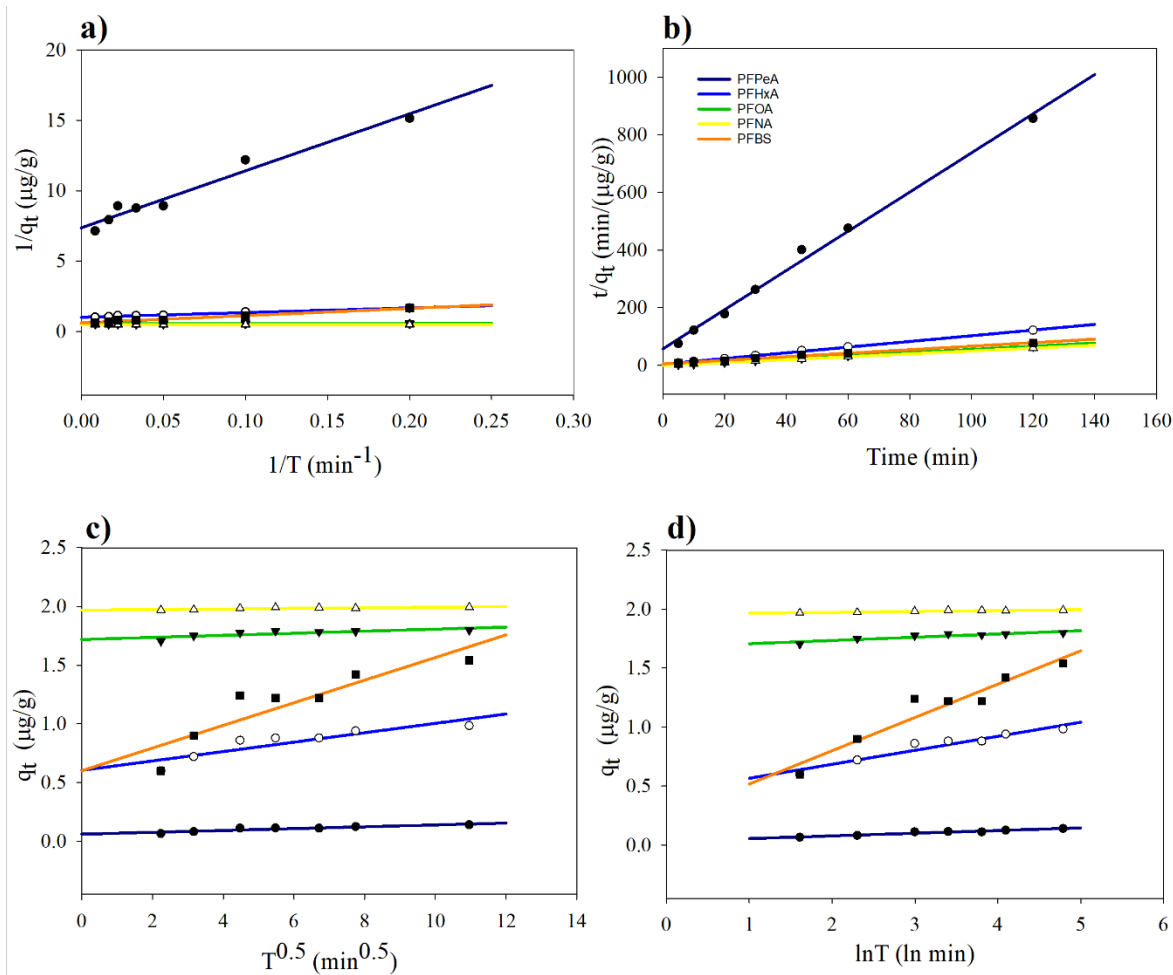 a)
20
15
10
5
0
1/qt (µg/g)
0.00 0.05 0.10 0.15 0.20 0.25 0.30
1/T (min-1)
b)
1000
800
600
400
200
0
t/qt (min/(µg/g))
PFPeA
PFHxA
PFOA
PFNA
PFBS
0 20 40 60 80 100 120 140 160
Time (min)
c)
2.5
2.0
1.5
1.0
0.5
0.0
qt (µg/g)
0 2 4 6 8 10 12 14
T0.5 (min0.5)
d)
2.5
2.0
1.5
1.0
0.5
0.0
qt (µg/g)
0 1 2 3 4 5 6
lnT (ln min)